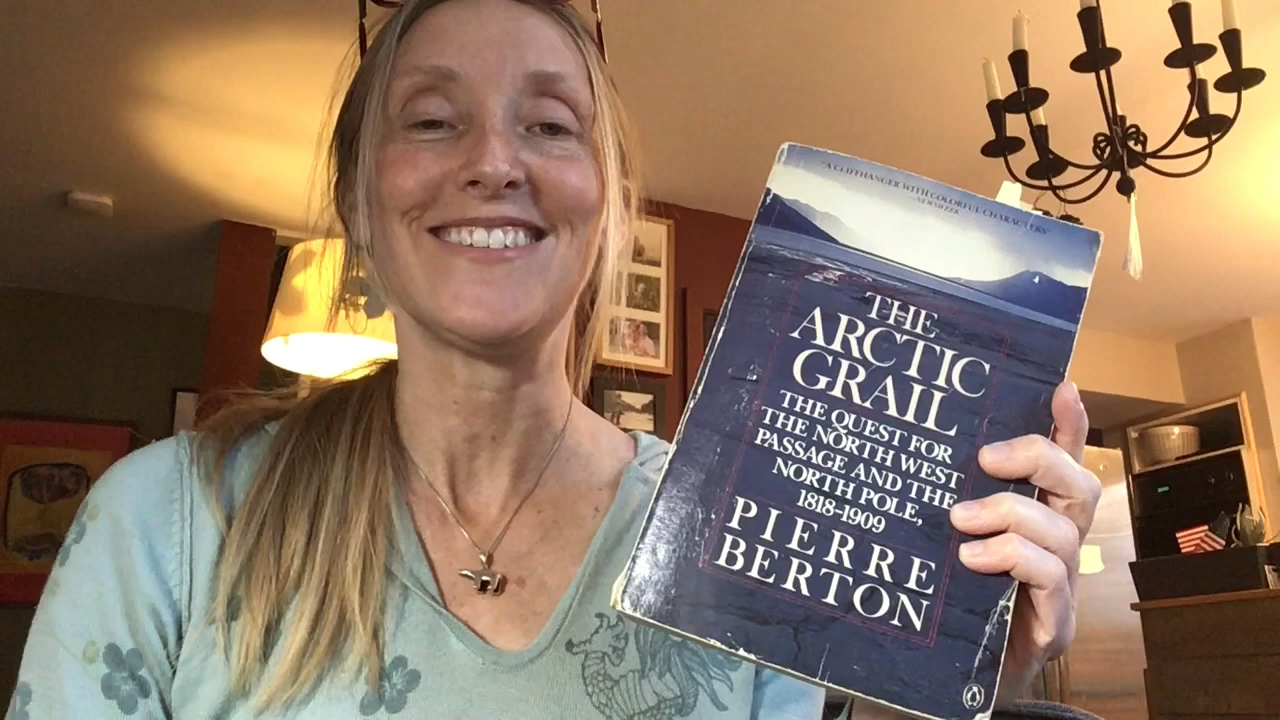 "A CLIFFHANGER WITH COLORFUL CHARACTERS"
—NEWSWEEK
THE
ARCTIC
GRAIL
THE QUEST FOR
THE NORTH WEST
PASSAGE AND THE
NORTH POLE,
1818-1909
PIERRE
BERTON